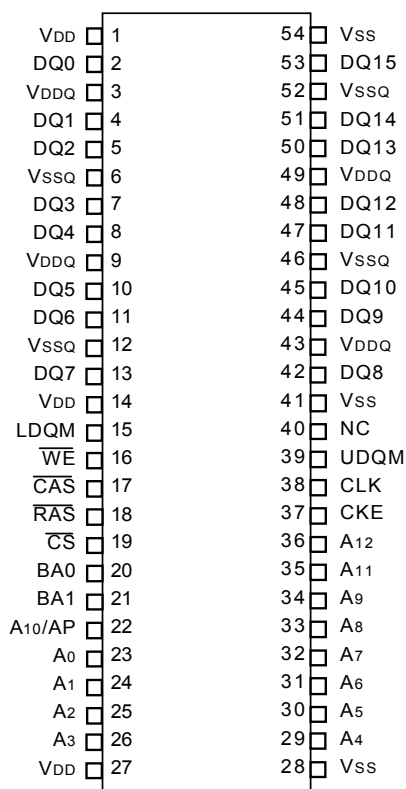 VDD 1 54 VSS
DQ0 2 53 DQ15
VDDQ 3 52 VSSQ
DQ1 4 51 DQ14
DQ2 5 50 DQ13
VSSQ 6 49 VDDQ
DQ3 7 48 DQ12
DQ4 8 47 DQ11
VDDQ 9 46 VSSQ
DQ5 10 45 DQ10
DQ6 11 44 DQ9
VSSQ 12 43 VDDQ
DQ7 13 42 DQ8
VDD 14 41 VSS
LDQM 15 40 NC
W̅E̅ 16 39 UDQM
C̅A̅S̅ 17 38 CLK
R̅A̅S̅ 18 37 CKE
C̅S̅ 19 36 A12
BA0 20 35 A11
BA1 21 34 A9
A10/AP 22 33 A8
A0 23 32 A7
A1 24 31 A6
A2 25 30 A5
A3 26 29 A4
VDD 27 28 VSS